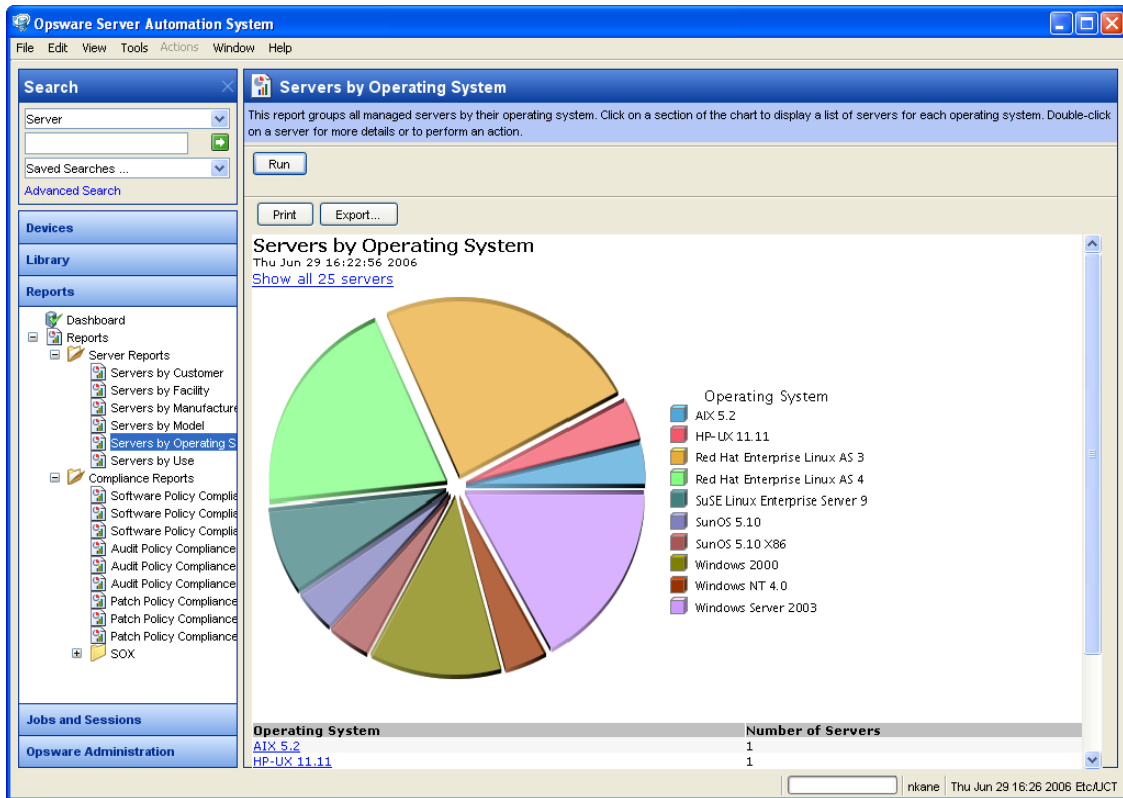 Opsware Server Automation System
File Edit View Tools Actions Window Help
Search
Server
Saved Searches ...
Advanced Search
Devices
Library
Reports
Dashboard
Reports
Server Reports
Servers by Customer
Servers by Facility
Servers by Manufacture
Servers by Model
Servers by Operating S
Servers by Use
Compliance Reports
Software Policy Complia
Software Policy Complia
Software Policy Complia
Audit Policy Compliance
Audit Policy Compliance
Audit Policy Compliance
Patch Policy Compliance
Patch Policy Compliance
Patch Policy Compliance
SOX
Jobs and Sessions
Opsware Administration
Servers by Operating System
This report groups all managed servers by their operating system. Click on a section of the chart to display a list of servers for each operating system. Double-click
on a server for more details or to perform an action.
Run
Print Export...
Servers by Operating System
Thu Jun 29 16:22:56 2006
Show all 25 servers
Operating System
AIX 5.2
HP-UX 11.11
Red Hat Enterprise Linux AS 3
Red Hat Enterprise Linux AS 4
SuSE Linux Enterprise Server 9
SunOS 5.10
SunOS 5.10 X86
Windows 2000
Windows NT 4.0
Windows Server 2003
Operating System Number of Servers
AIX 5.2 1
HP-UX 11.11 1
nkane Thu Jun 29 16:26 2006 Etc/UCT